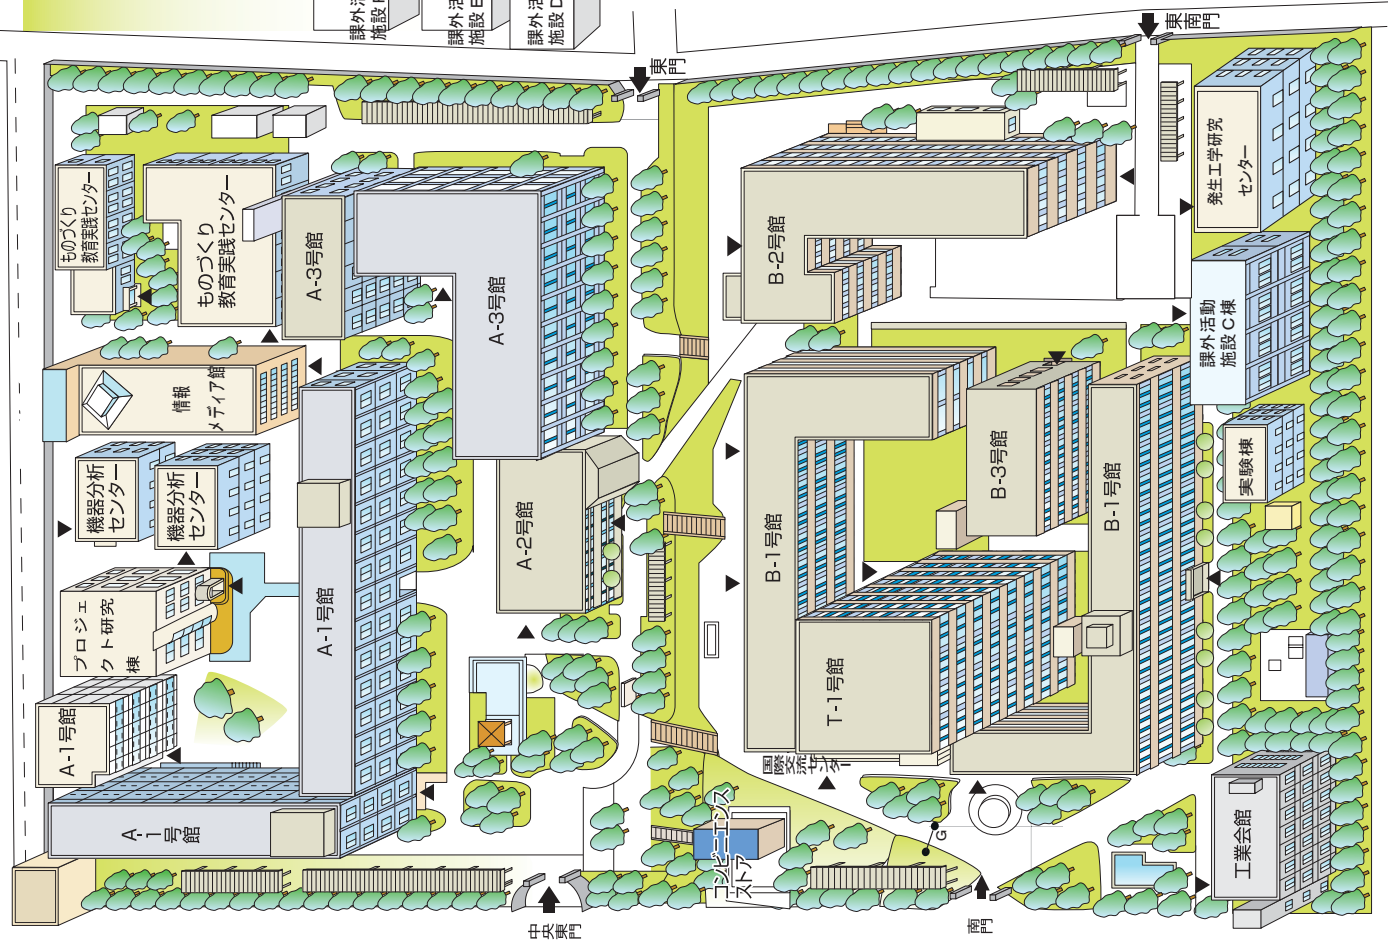 課外活
施設F
課外活
施設E
課外活
施設D
東門
東南門
ものづくり
教育実践センター
ものづくり
教育実践センター
A-3号館
A-3号館
B-2号館
発生工学研究
センター
情報
メディア館
課外活動
施設C棟
機器分析
センター
機器分析
センター
A-2号館
B-1号館
B-3号館
B-1号館
実験棟
プロジェ
クト研究
棟
A-1号館
A-1号館
T-1号館
A-1号館
国際
交流
センター
コンビニエンス
ストア
G
工業会館
中央東門
南門